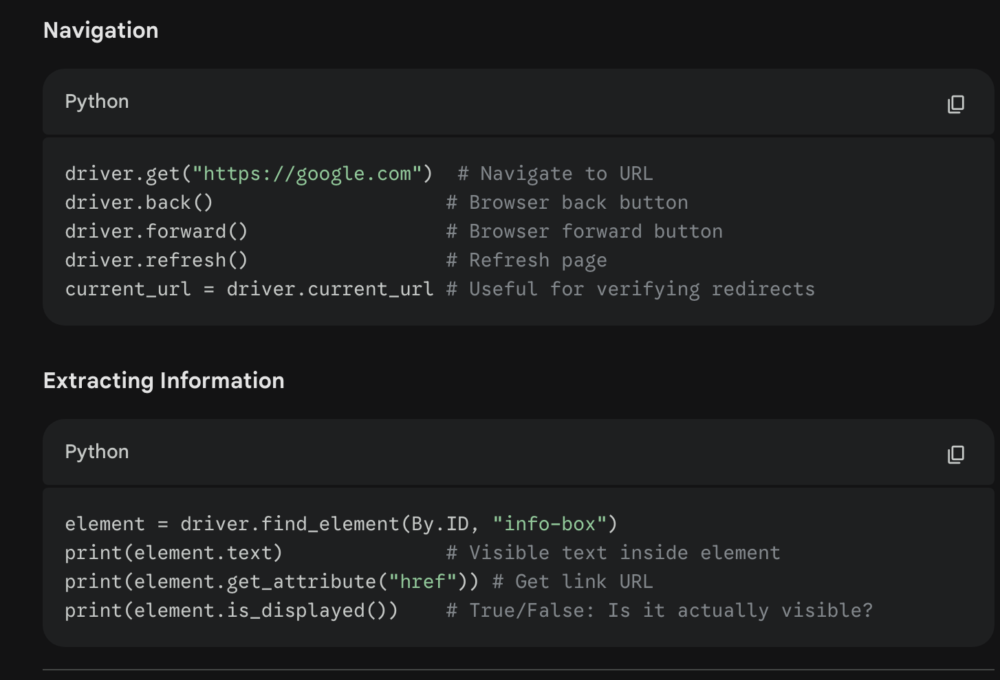 Navigation
Python
driver.get("https://google.com")  # Navigate to URL
driver.back()                    # Browser back button
driver.forward()                 # Browser forward button
driver.refresh()                 # Refresh page
current_url = driver.current_url # Useful for verifying redirects
Extracting Information
Python
element = driver.find_element(By.ID, "info-box")
print(element.text)              # Visible text inside element
print(element.get_attribute("href")) # Get link URL
print(element.is_displayed())    # True/False: Is it actually visible?